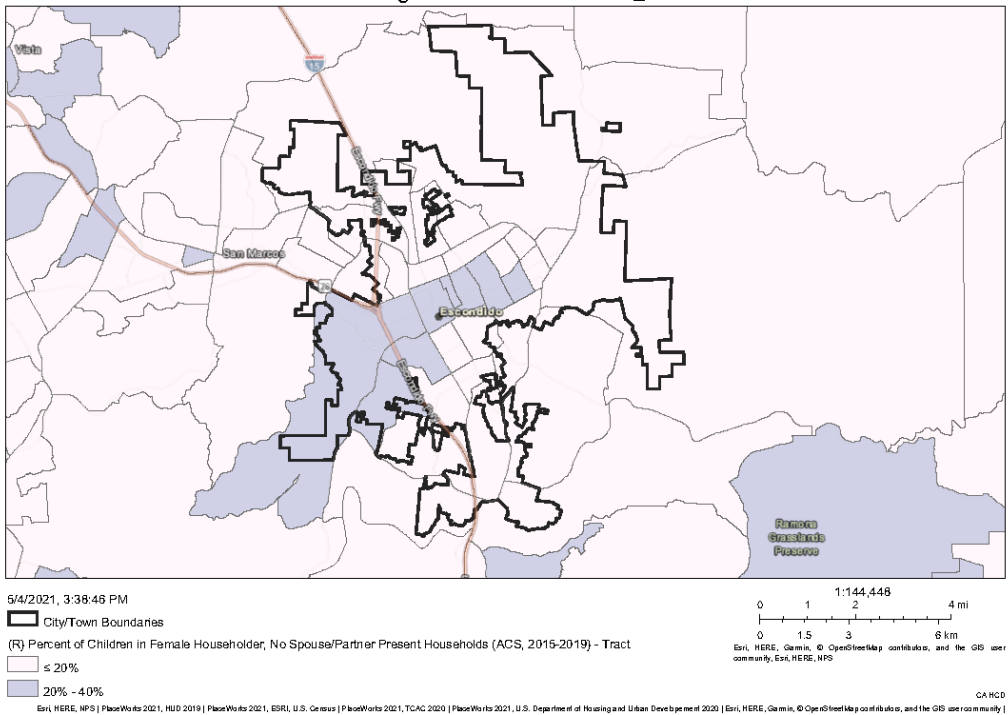 Vista
15
Escondido
San Marcos
78
Escondido
Ramona
Grasslands
Preserve
5/4/2021, 3:38:46 PM
City/Town Boundaries
(R) Percent of Children in Female Householder, No Spouse/Partner Present Households (ACS, 2015-2019) - Tract
≤ 20%
20% - 40%
1:144,448
0 1 2 4 mi
0 1.5 3 6 km
Esri, HERE, Garmin, © OpenStreetMap contributors, and the GIS user
community, Esri, HERE, NPS
CA HCD
Esri, HERE, NPS | PlaceWorks 2021, HUD 2019 | PlaceWorks 2021, ESRI, U.S. Census | PlaceWorks 2021, TCAC 2020 | PlaceWorks 2021, U.S. Department of Housing and Urban Development 2020 | Esri, HERE, Garmin, © OpenStreetMap contributors, and the GIS user community |